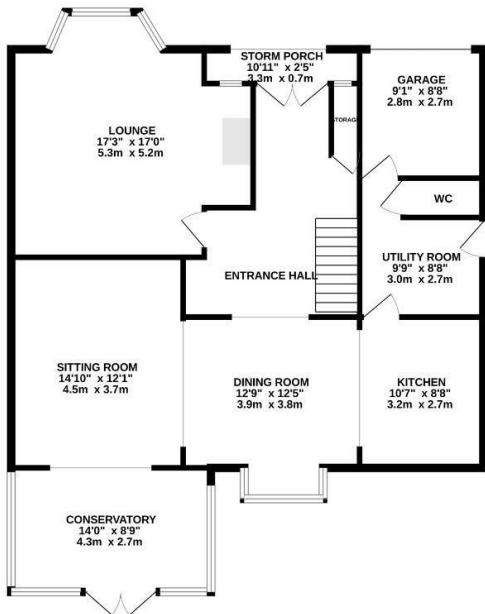 STORM PORCH
10'11" x 2'5"
3.3m x 0.7m
GARAGE
9'1" x 8'8"
2.8m x 2.7m
STORAGE
LOUNGE
17'3" x 17'0"
5.3m x 5.2m
WC
UTILITY ROOM
9'9" x 8'8"
3.0m x 2.7m
ENTRANCE HALL
SITTING ROOM
14'10" x 12'1"
4.5m x 3.7m
DINING ROOM
12'9" x 12'5"
3.9m x 3.8m
KITCHEN
10'7" x 8'8"
3.2m x 2.7m
CONSERVATORY
14'0" x 8'9"
4.3m x 2.7m